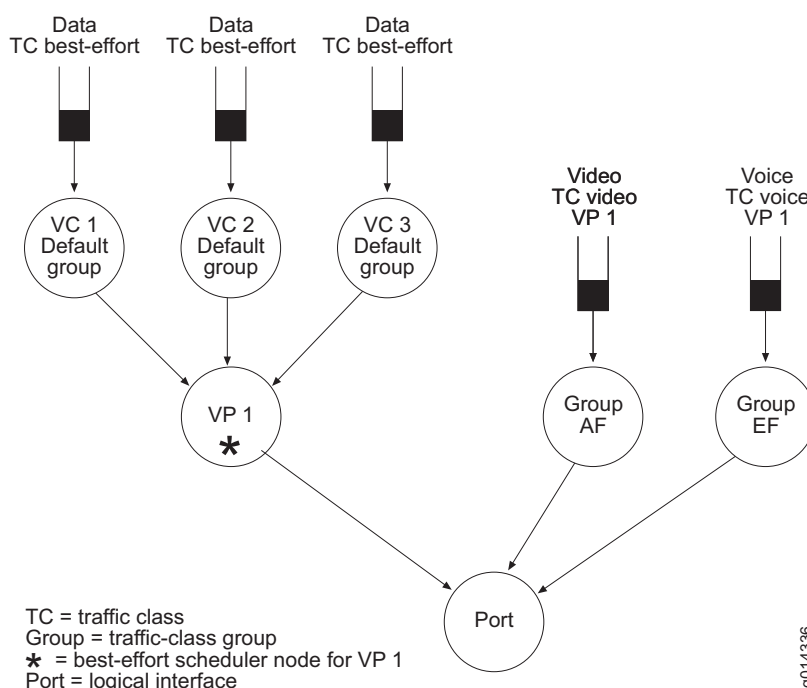 Data
TC best-effort
Data
TC best-effort
Data
TC best-effort
Video
TC video
VP 1
Voice
TC voice
VP 1
VC 1
Default
group
VC 2
Default
group
VC 3
Default
group
VP 1
*
Group
AF
Group
EF
Port
TC = traffic class
Group = traffic-class group
* = best-effort scheduler node for VP 1
Port = logical interface
g014336